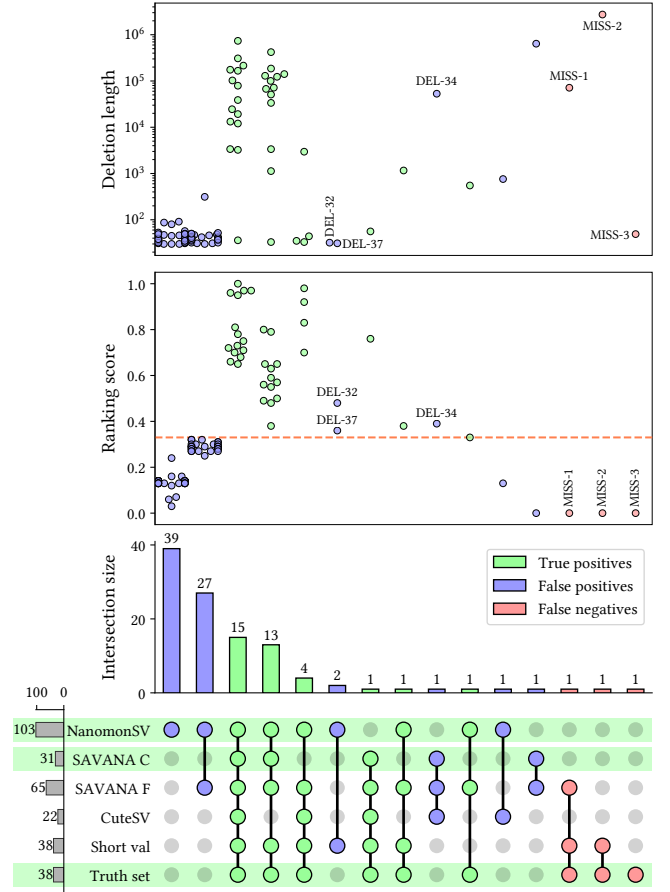 Deletion length
10⁶
10⁵
10⁴
10³
10²
MISS-2
MISS-1
DEL-34
DEL-32
DEL-37
MISS-3
Ranking score
1.0
0.8
0.6
0.4
0.2
0.0
DEL-32
DEL-37
DEL-34
MISS-1
MISS-2
MISS-3
Intersection size
40
20
0
39
27
15
13
4
2
1
1
1
1
1
1
1
1
1
True positives
False positives
False negatives
100 0
103 NanomonSV
31 SAVANA C
65 SAVANA F
22 CuteSV
38 Short val
38 Truth set